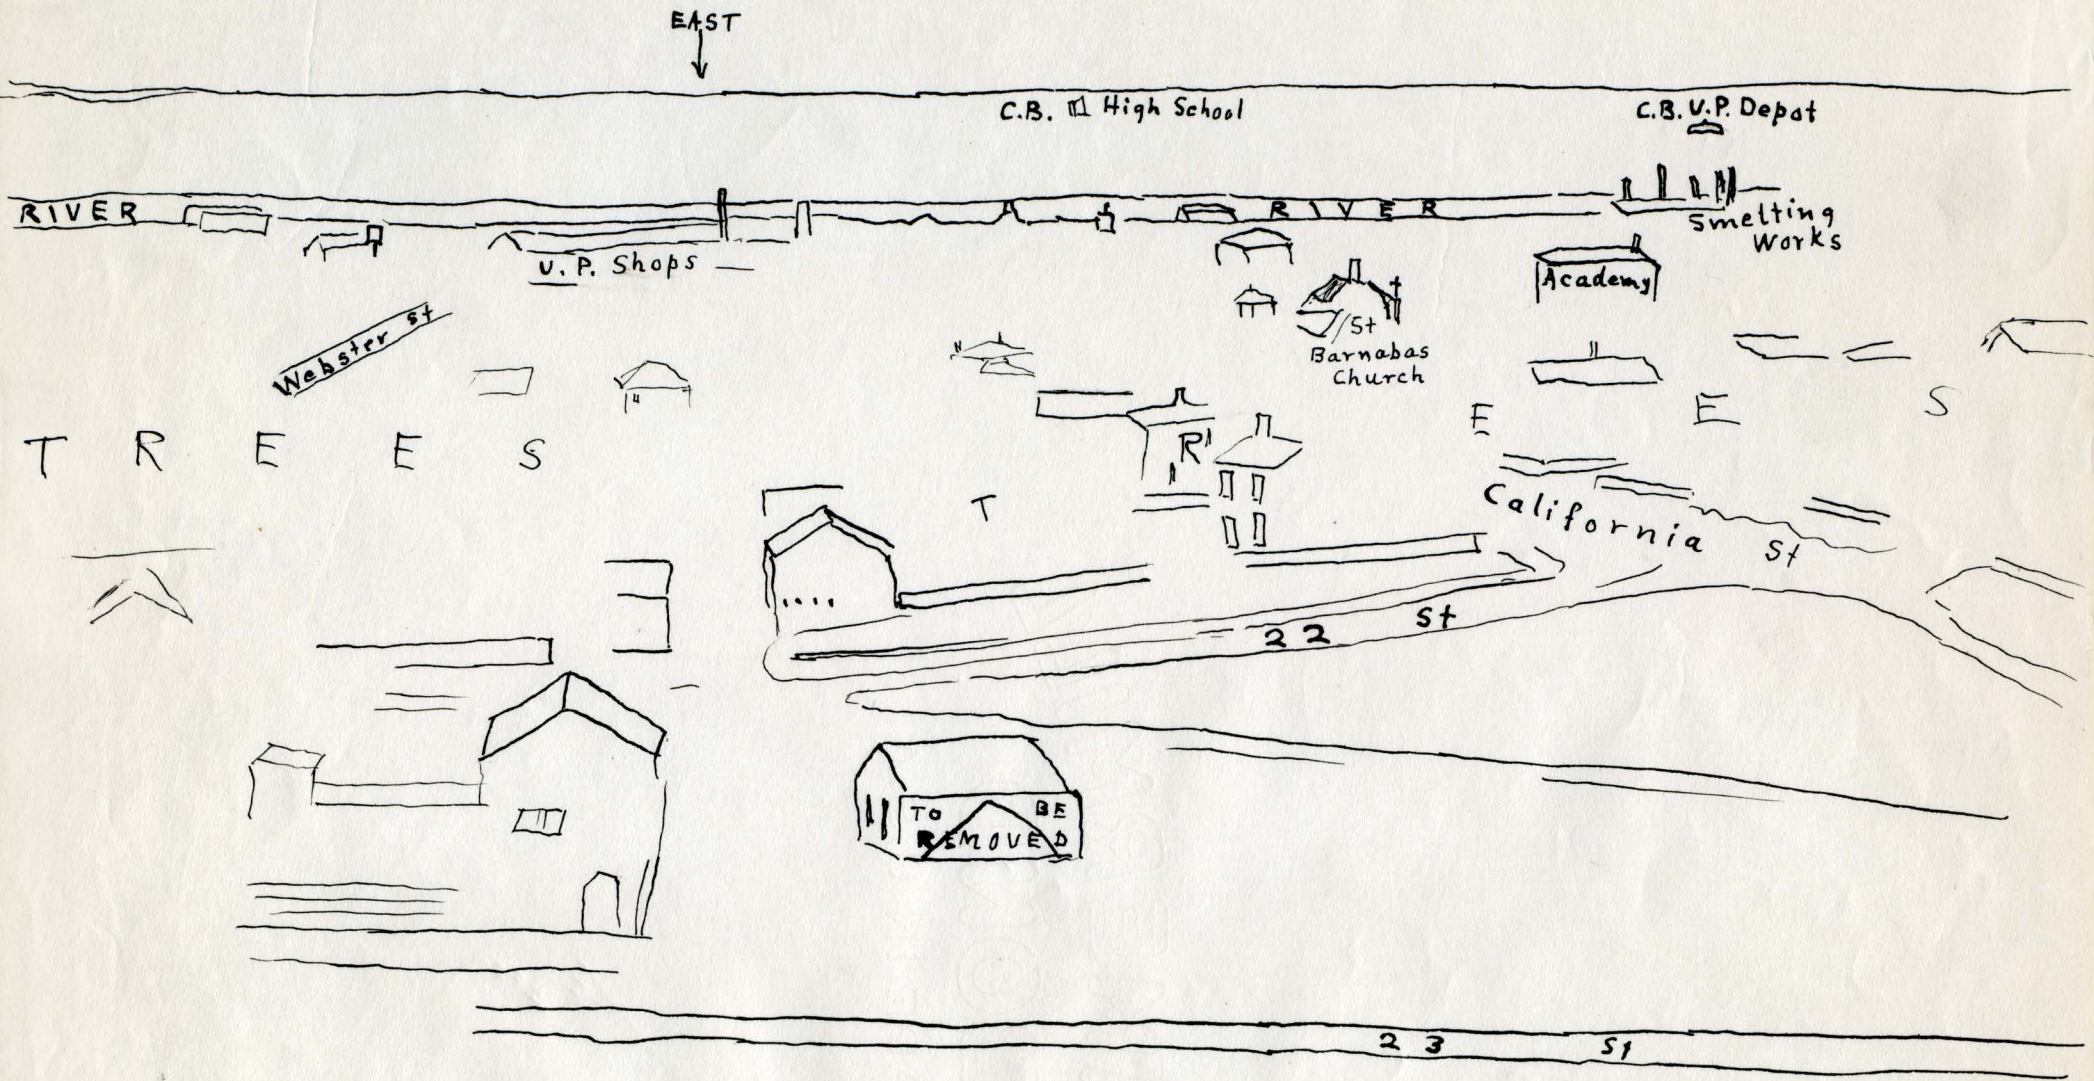 EAST
C.B. High School
C.B. U.P. Depot
RIVER
RIVER
Smelting
Works
U.P. Shops
Academy
Webster St
St
Barnabas
Church
TREES
TREES
California St
22 St
TO BE
REMOVED
23 St